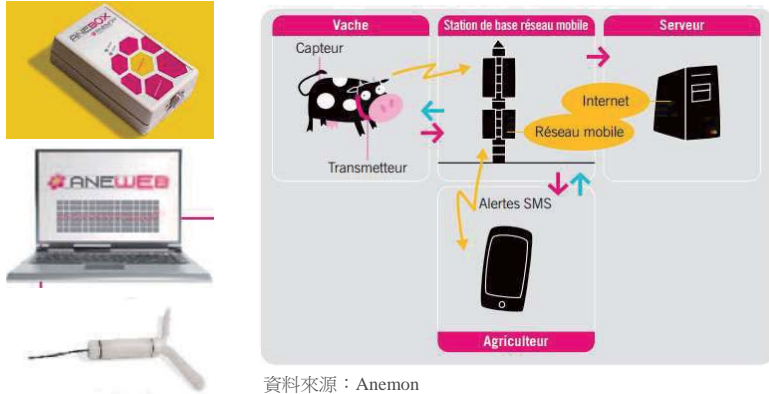 ANEBOX
ANEMON
ANEWEB
Vache
Station de base réseau mobile
Serveur
Capteur
Internet
Réseau mobile
Transmetteur
Alertes SMS
Agriculteur
資料來源：Anemon